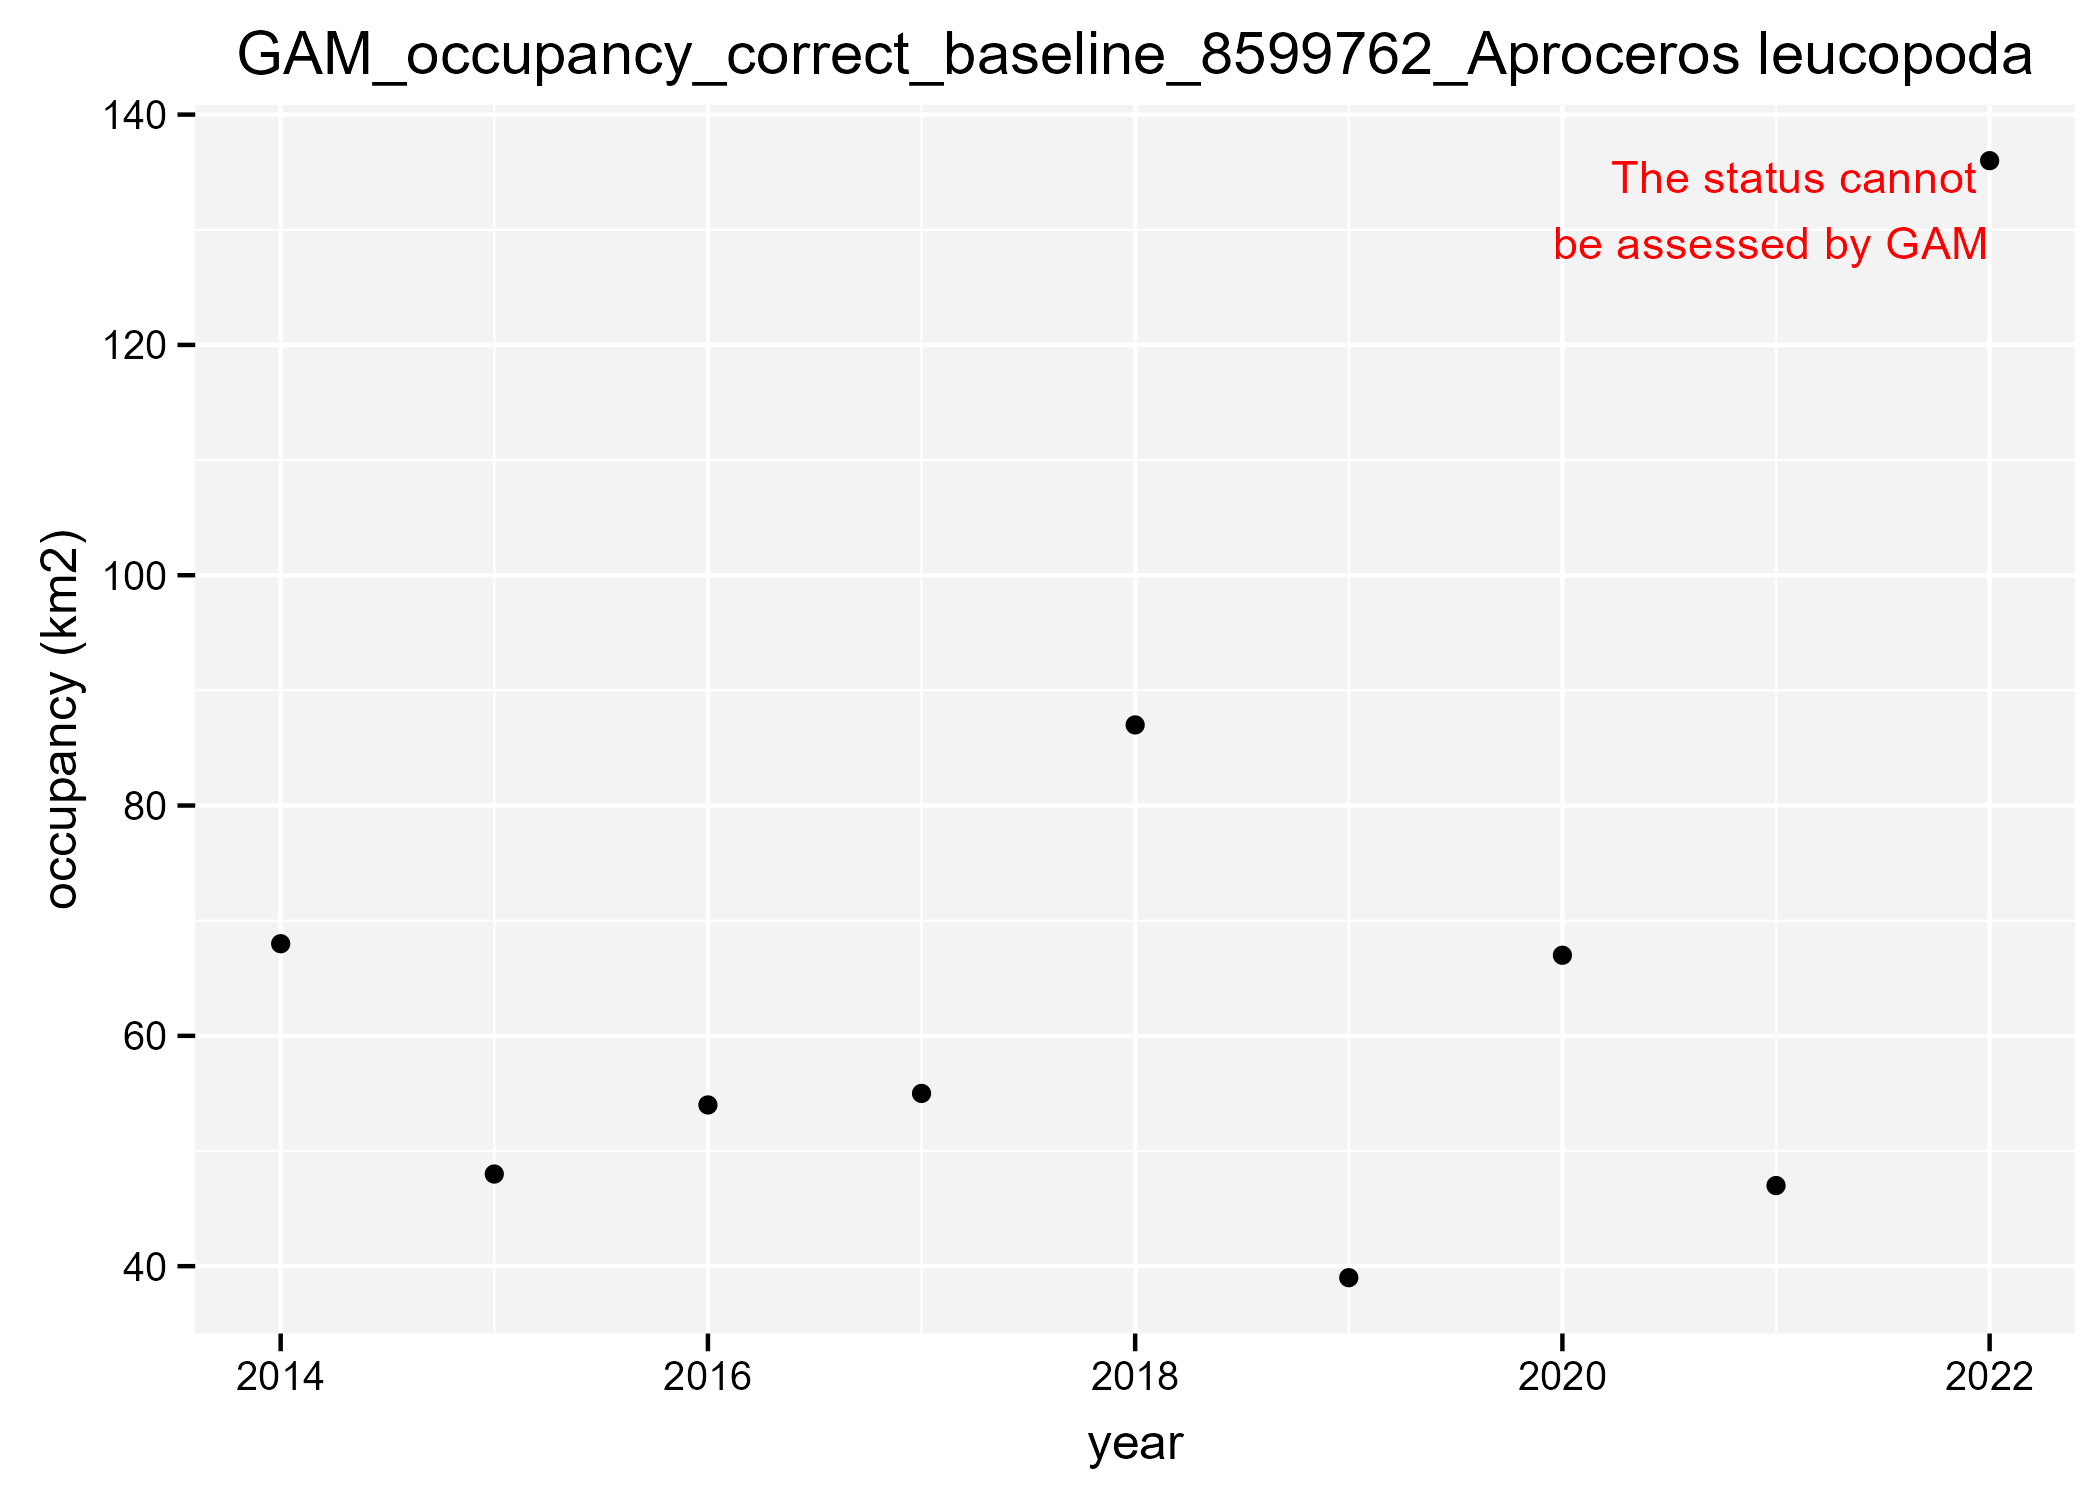 GAM_occupancy_correct_baseline_8599762_Aproceros leucopoda
140
The status cannot
be assessed by GAM
120
100
80
60
40
occupancy (km2)
2014 2016 2018 2020 2022
year